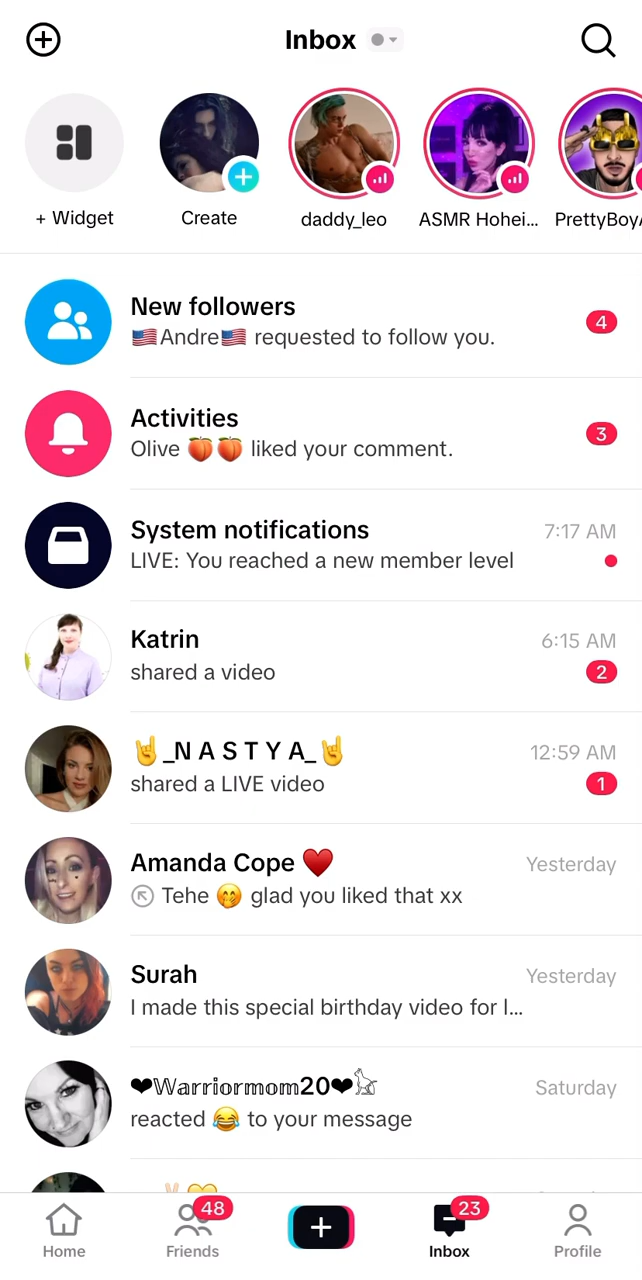 Inbox
+ Widget
Create
daddy_leo
ASMR Hohei...
PrettyBoy
New followers
🇺🇸Andre🇺🇸 requested to follow you.
4
Activities
Olive 🍑🍑 liked your comment.
3
System notifications
7:17 AM
LIVE: You reached a new member level
Katrin
6:15 AM
shared a video
2
🤘_N A S T Y A_🤘
12:59 AM
shared a LIVE video
1
Amanda Cope ♥️
Yesterday
Tehe 🤭 glad you liked that xx
Surah
Yesterday
I made this special birthday video for l...
❤𝕎𝕒𝕣𝕣𝕚𝕠𝕣𝕞𝕠𝕞20❤𓃠
Saturday
reacted 😂 to your message
48
23
Home
Friends
Inbox
Profile